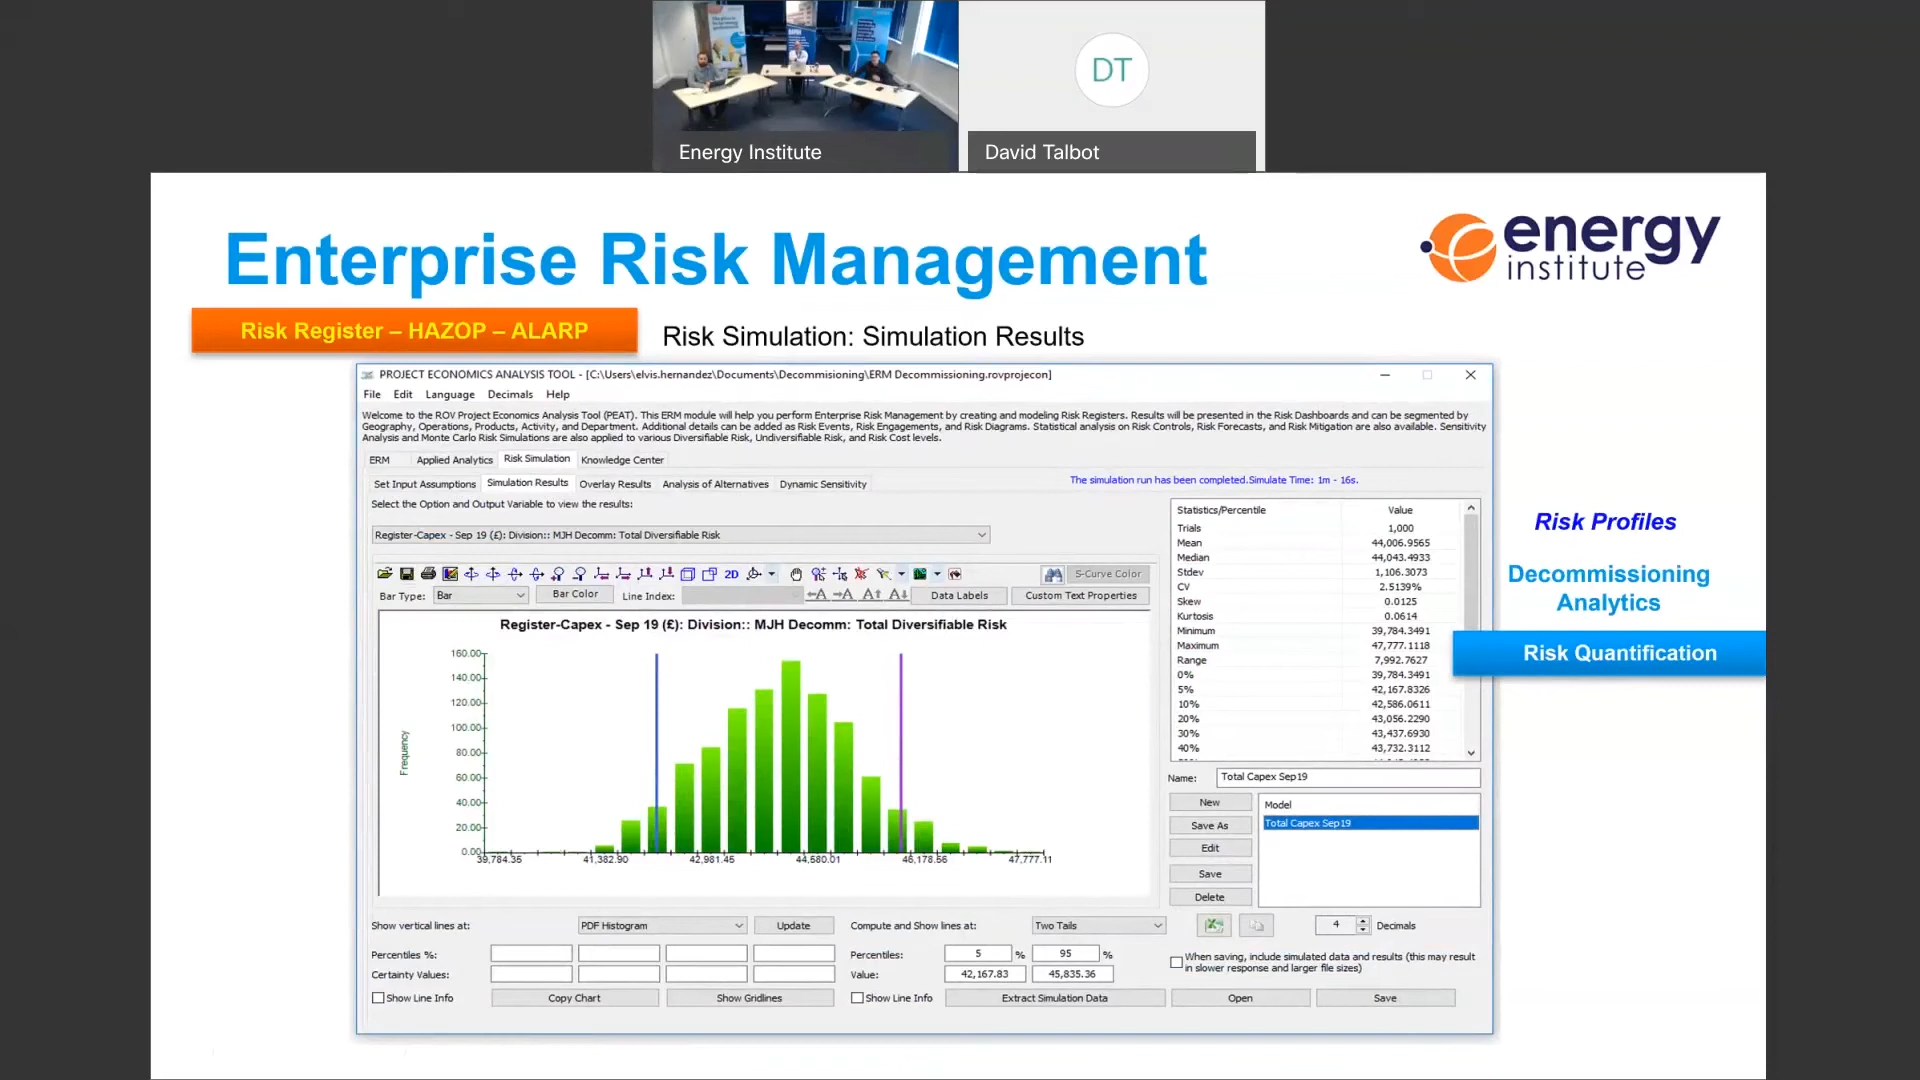 DT
Energy Institute
David Talbot
Enterprise Risk Management
energy
institute
Risk Register – HAZOP – ALARP
Risk Simulation: Simulation Results
PROJECT ECONOMICS ANALYSIS TOOL - [C:\Users\elvis.hernandez\Documents\Decommisioning\ERM Decommissioning.rovprojecon]
File Edit Language Decimals Help
Welcome to the ROV Project Economics Analysis Tool (PEAT). This ERM module will help you perform Enterprise Risk Management by creating and modeling Risk Registers. Results will be presented in the Risk Dashboards and can be segmented by
Geography, Operations, Products, Activity, and Department. Additional details can be added as Risk Events, Risk Engagements, and Risk Diagrams. Statistical analysis on Risk Controls, Risk Forecasts, and Risk Mitigation are also available. Sensitivity
Analysis and Monte Carlo Risk Simulations are also applied to various Diversifiable Risk, Undiversifiable Risk, and Risk Cost levels.
ERM Applied Analytics Risk Simulation Knowledge Center
Set Input Assumptions Simulation Results Overlay Results Analysis of Alternatives Dynamic Sensitivity
The simulation run has been completed.Simulate Time: 1m - 16s.
Select the Option and Output Variable to view the results:
Register-Capex - Sep 19 (£): Division:: MJH Decomm: Total Diversifiable Risk
2D
S-Curve Color
Bar Type: Bar Bar Color Line Index: Data Labels Custom Text Properties
Register-Capex - Sep 19 (£): Division:: MJH Decomm: Total Diversifiable Risk
Frequency
160.00
140.00
120.00
100.00
80.00
60.00
40.00
20.00
0.00
39,784.35 41,382.90 42,981.45 44,580.01 46,178.56 47,777.11
Statistics/Percentile Value
Trials 1,000
Mean 44,006.9565
Median 44,043.4933
Stdev 1,106.3073
CV 2.5139%
Skew 0.0125
Kurtosis 0.0614
Minimum 39,784.3491
Maximum 47,777.1118
Range 7,992.7627
0% 39,784.3491
5% 42,167.8326
10% 42,586.0611
20% 43,056.2290
30% 43,437.6930
40% 43,732.3112
Name: Total Capex Sep19
New
Save As
Edit
Save
Delete
Model
Total Capex Sep19
Show vertical lines at: PDF Histogram Update
Compute and Show lines at: Two Tails
4 Decimals
Percentiles %:
Percentiles: 5 % 95 %
Certainty Values:
Value: 42,167.83 45,835.36
When saving, include simulated data and results (this may result
in slower response and larger file sizes)
Show Line Info Copy Chart Show Gridlines
Show Line Info Extract Simulation Data Open Save
Risk Profiles
Decommissioning
Analytics
Risk Quantification